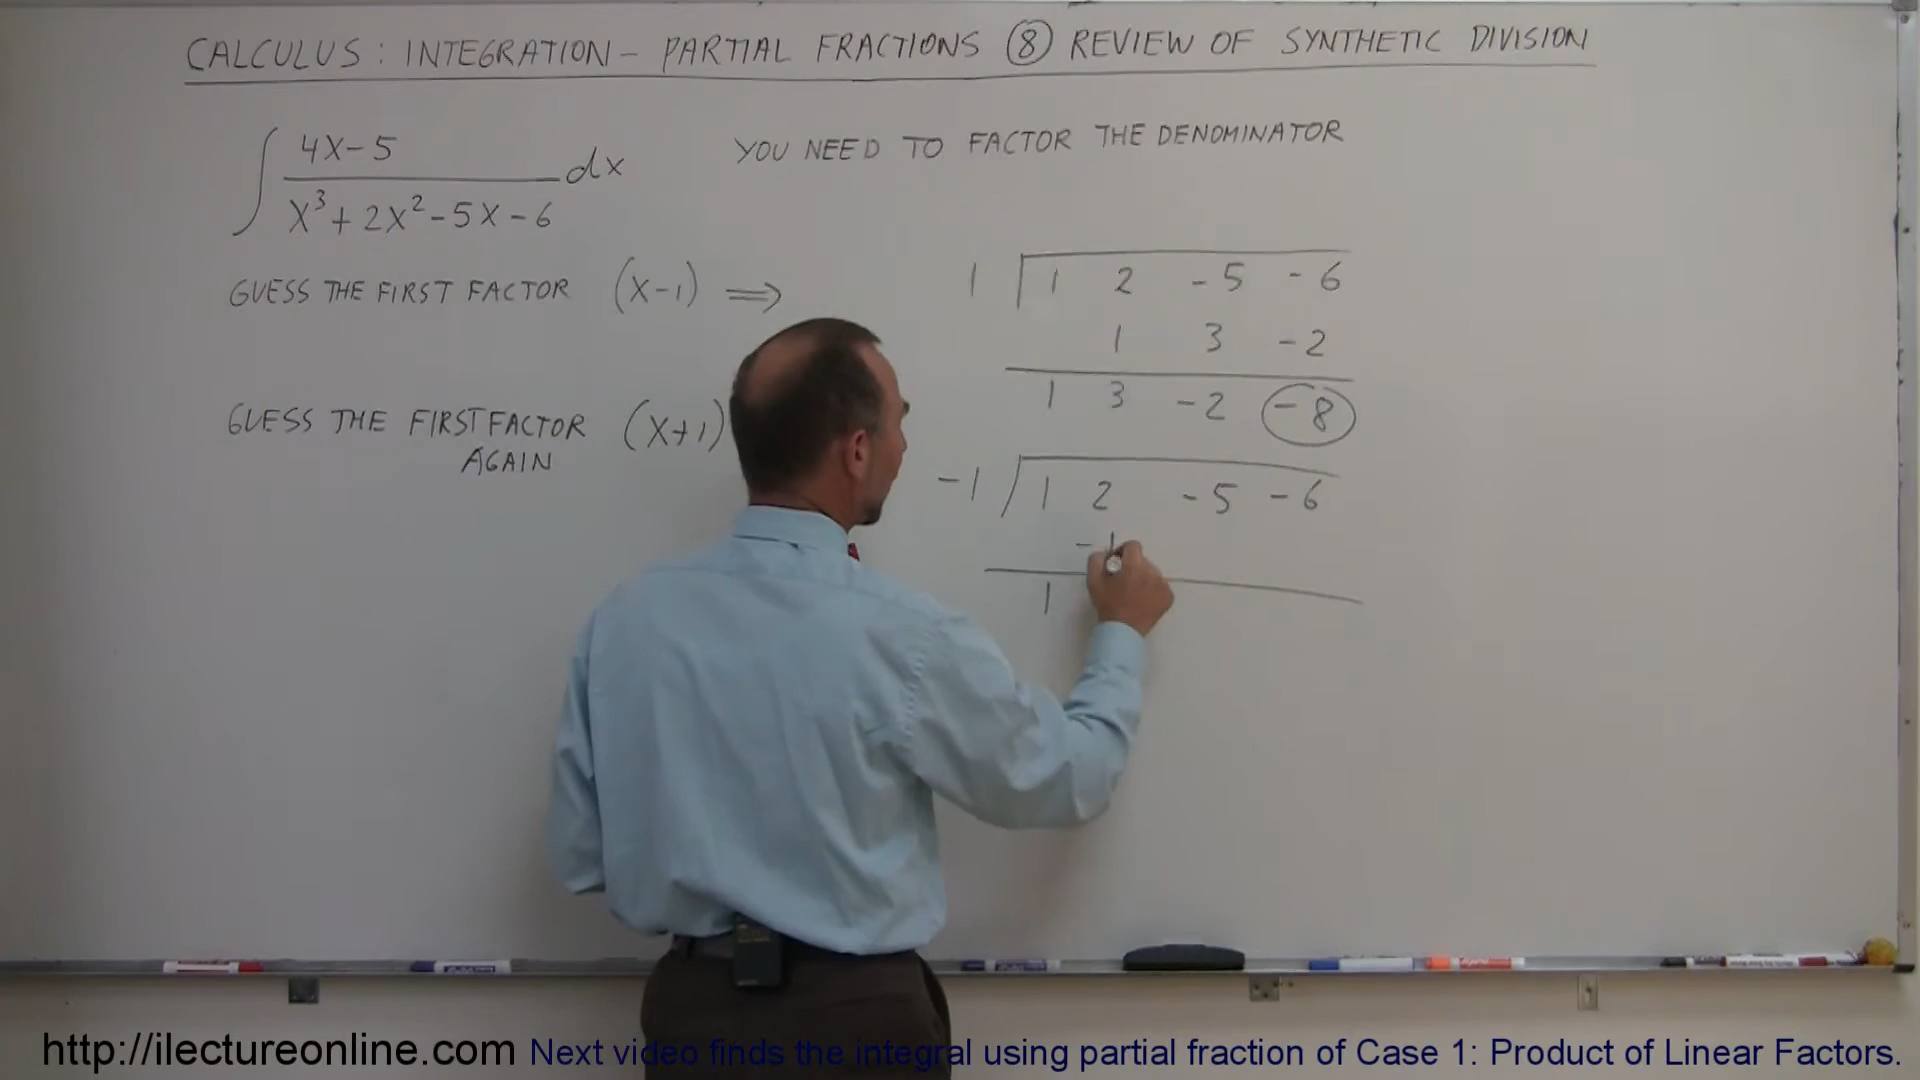 CALCULUS: INTEGRATION – PARTIAL FRACTIONS ⑧ REVIEW OF SYNTHETIC DIVISION
∫ (4x-5)/(x³+2x²-5x-6) dx
YOU NEED TO FACTOR THE DENOMINATOR
GUESS THE FIRST FACTOR (x-1) ⟹
1 1 2 -5 -6
1 3 -2
1 3 -2 -8
GUESS THE FIRST FACTOR (x+1)
AGAIN
-1 1 2 -5 -6
-1
1
http://ilectureonline.com Next video finds the integral using partial fraction of Case 1: Product of Linear Factors.